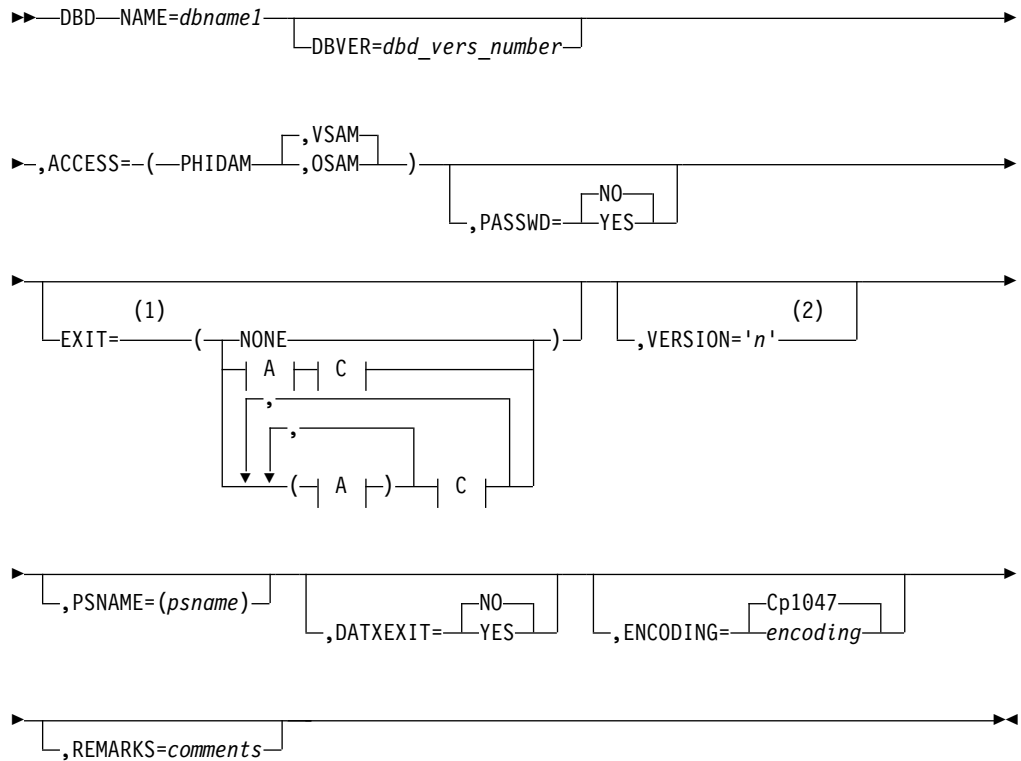 DBD NAME=dbname1
DBVER=dbd_vers_number
,VSAM
,ACCESS= ( PHIDAM ,OSAM )
NO
,PASSWD= YES
(1) (2)
EXIT= ( NONE ) ,VERSION='n'
A C
,
,
( A ) C
,PSNAME=(psname) NO Cp1047
,DATXEXIT= YES ,ENCODING= encoding
,REMARKS=comments